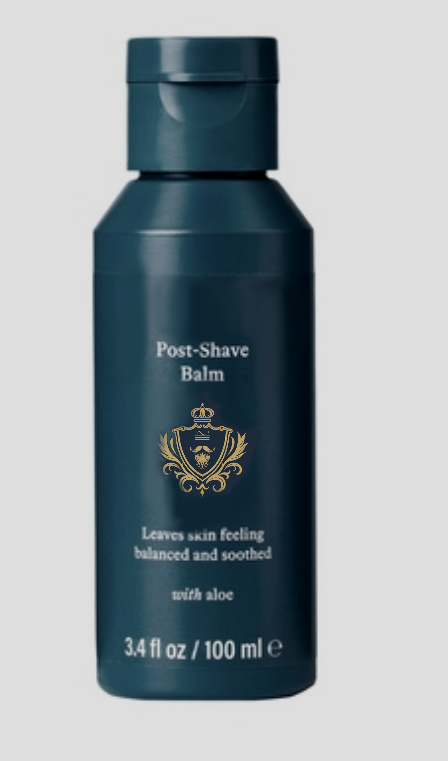 Post-Shave
Balm
Leaves skin feeling
balanced and soothed
with aloe
3.4 fl oz / 100 ml ℮